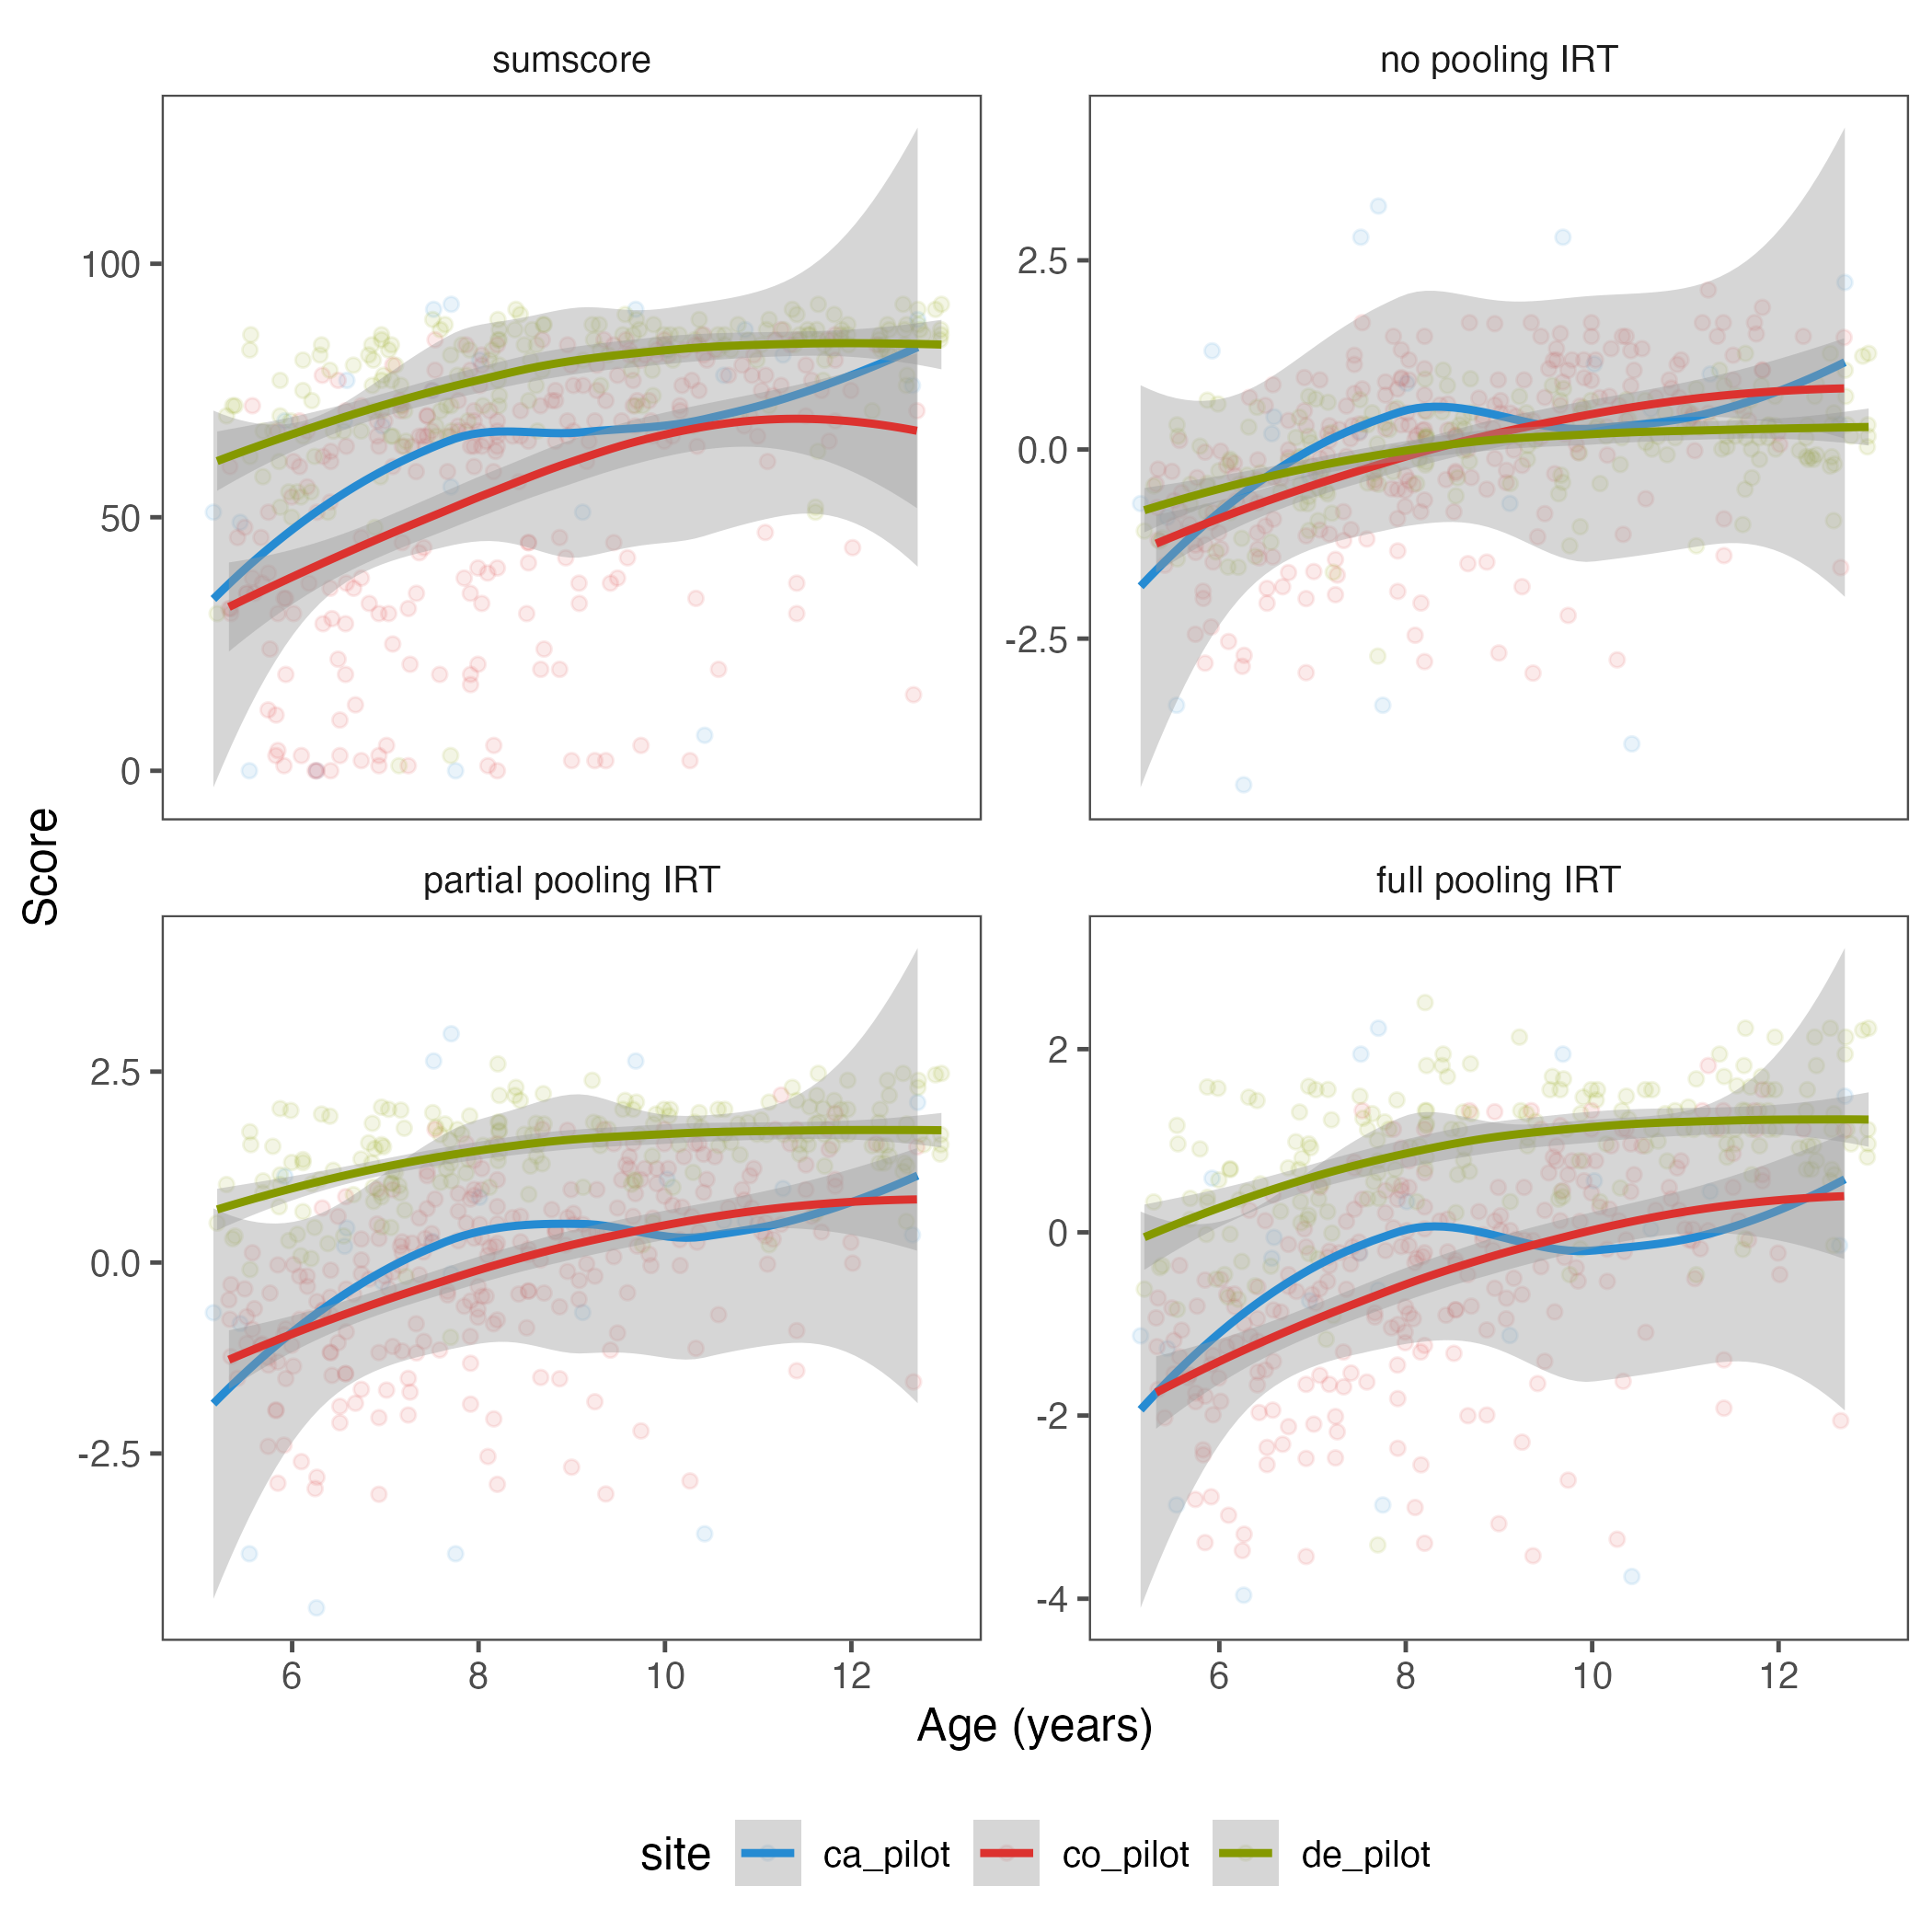 sumscore
no pooling IRT
100
50
0
2.5
0.0
-2.5
Score
partial pooling IRT
full pooling IRT
2.5
0.0
-2.5
2
0
-2
-4
6 8 10 12
6 8 10 12
Age (years)
site ca_pilot co_pilot de_pilot